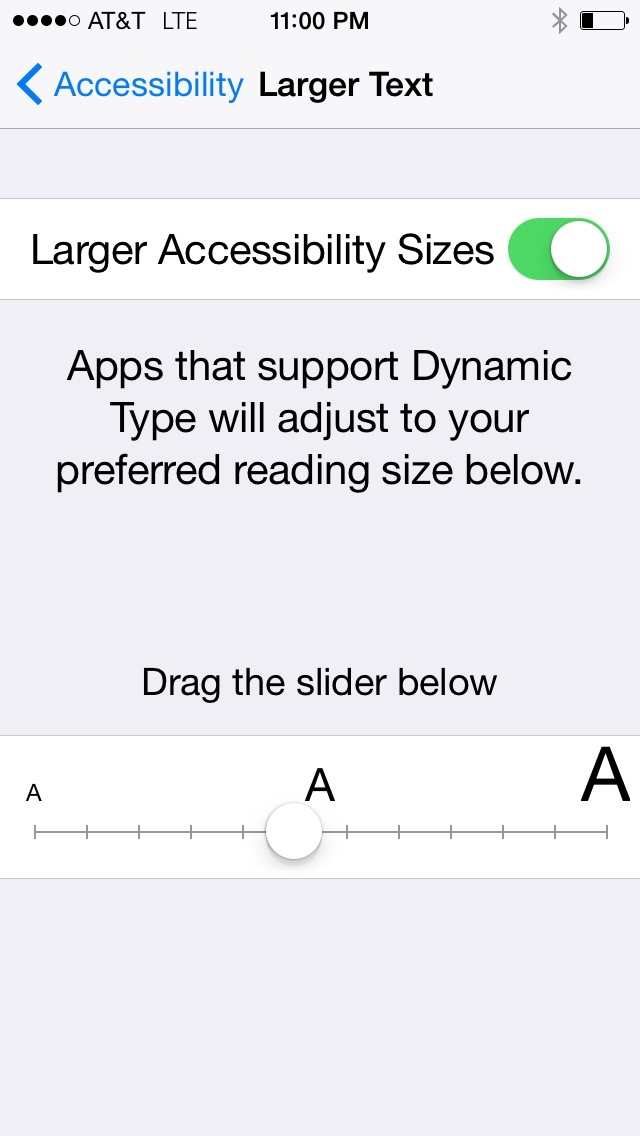 AT&T LTE 11:00 PM
Accessibility Larger Text
Larger Accessibility Sizes
Apps that support Dynamic
Type will adjust to your
preferred reading size below.
Drag the slider below
A A A